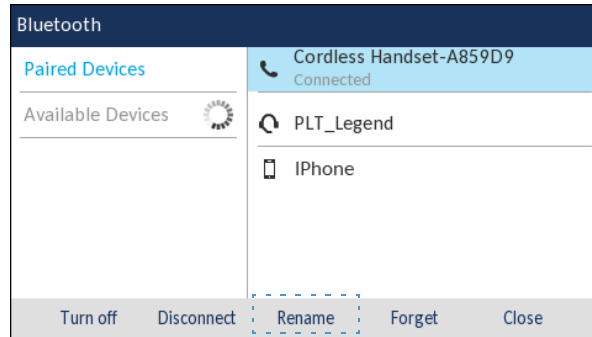 Bluetooth
Paired Devices
Available Devices
Cordless Handset-A859D9
Connected
PLT_Legend
IPhone
Turn off Disconnect Rename Forget Close